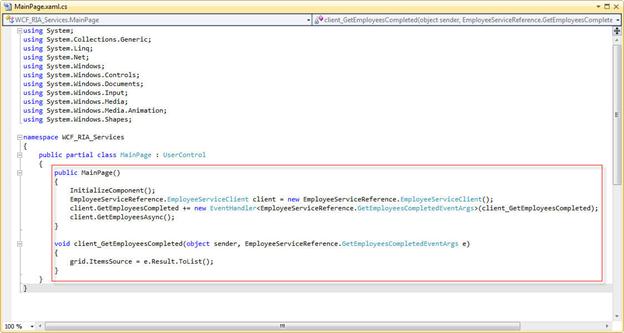 MainPage.xaml.cs
WCF_RIA_Services.MainPage
client_GetEmployeesCompleted(object sender, EmployeeServiceReference.GetEmployeesComplete
using System;
using System.Collections.Generic;
using System.Linq;
using System.Net;
using System.Windows;
using System.Windows.Controls;
using System.Windows.Documents;
using System.Windows.Input;
using System.Windows.Media;
using System.Windows.Media.Animation;
using System.Windows.Shapes;
namespace WCF_RIA_Services
{
public partial class MainPage : UserControl
{
public MainPage()
{
InitializeComponent();
EmployeeServiceReference.EmployeeServiceClient client = new EmployeeServiceReference.EmployeeServiceClient();
client.GetEmployeesCompleted += new EventHandler<EmployeeServiceReference.GetEmployeesCompletedEventArgs>(client_GetEmployeesCompleted);
client.GetEmployeesAsync();
}
void client_GetEmployeesCompleted(object sender, EmployeeServiceReference.GetEmployeesCompletedEventArgs e)
{
grid.ItemsSource = e.Result.ToList();
}
}
}
100 %